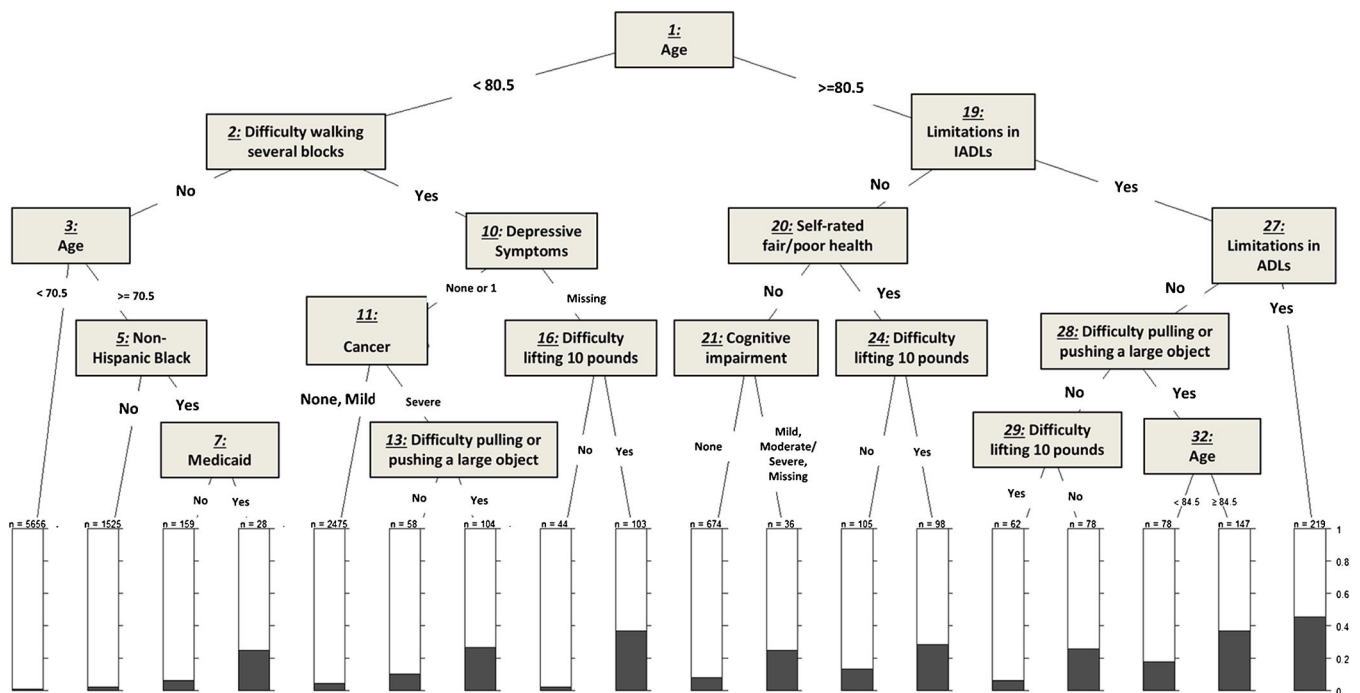 1:
Age
< 80.5
>=80.5
2: Difficulty walking
several blocks
19:
Limitations in
IADLs
No
Yes
No
Yes
3:
Age
10: Depressive
Symptoms
20: Self-rated
fair/poor health
27:
Limitations in
ADLs
< 70.5
>= 70.5
None or 1
Missing
No
Yes
No
Yes
5: Non-
Hispanic Black
11:
Cancer
16: Difficulty
lifting 10 pounds
21: Cognitive
impairment
24: Difficulty
lifting 10 pounds
28: Difficulty pulling or
pushing a large object
No
Yes
None, Mild
Severe
No
Yes
7:
Medicaid
13: Difficulty pulling or
pushing a large object
29: Difficulty
lifting 10 pounds
32:
Age
No
Yes
None
Mild,
Moderate/
Severe,
Missing
No
Yes
No
Yes
No
Yes
Yes
No
< 84.5
≥ 84.5
n = 5656
n = 1525
n = 159
n = 28
n = 2475
n = 58
n = 104
n = 44
n = 103
n = 674
n = 36
n = 105
n = 98
n = 62
n = 78
n = 78
n = 147
n = 219
1
0.8
0.6
0.4
0.2
0